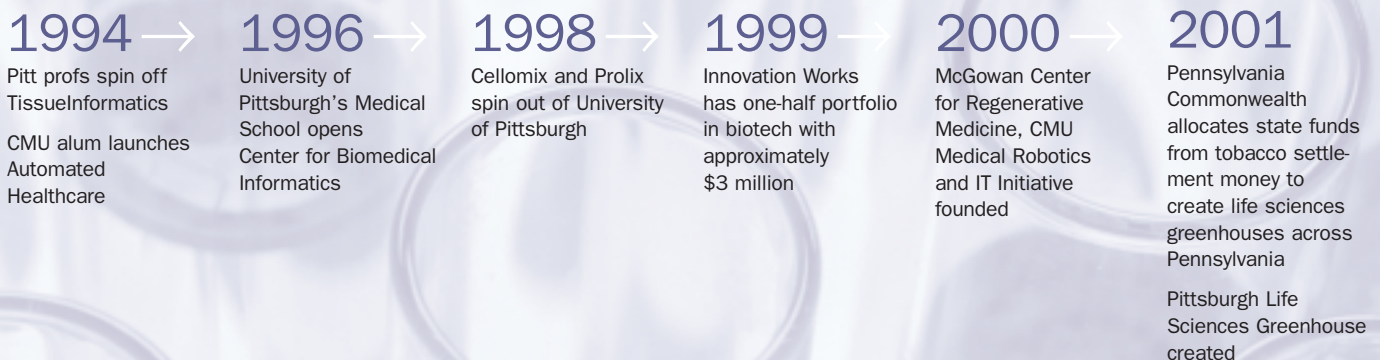 1994
Pitt profs spin off
TissueInformatics
CMU alum launches
Automated
Healthcare
1996
University of
Pittsburgh's Medical
School opens
Center for Biomedical
Informatics
1998
Cellomix and Prolix
spin out of University
of Pittsburgh
1999
Innovation Works
has one-half portfolio
in biotech with
approximately
$3 million
2000
McGowan Center
for Regenerative
Medicine, CMU
Medical Robotics
and IT Initiative
founded
2001
Pennsylvania
Commonwealth
allocates state funds
from tobacco settle-
ment money to
create life sciences
greenhouses across
Pennsylvania
Pittsburgh Life
Sciences Greenhouse
created